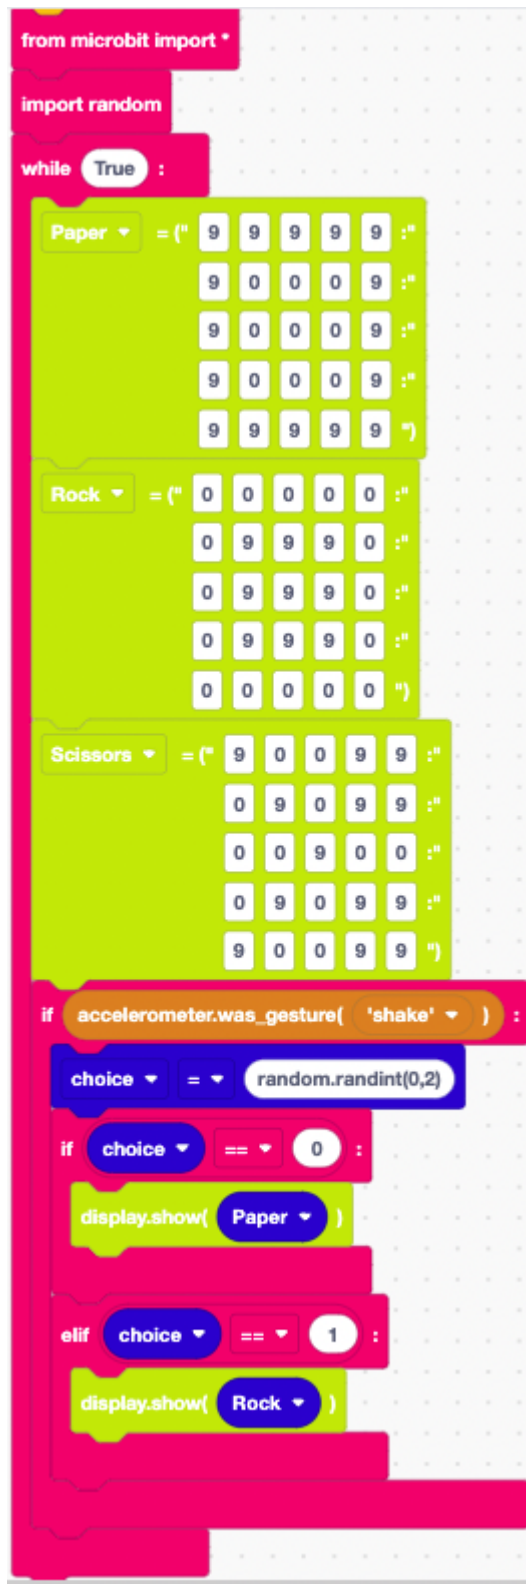 from microbit import *
import random
while True :
Paper = (" 9 9 9 9 9 :"
9 0 0 0 9 :"
9 0 0 0 9 :"
9 0 0 0 9 :"
9 9 9 9 9 ")
Rock = (" 0 0 0 0 0 :"
0 9 9 9 0 :"
0 9 9 9 0 :"
0 9 9 9 0 :"
0 0 0 0 0 ")
Scissors = (" 9 0 0 9 9 :"
0 9 0 9 9 :"
0 0 9 0 0 :"
0 9 0 9 9 :"
9 0 0 9 9 ")
if accelerometer.was_gesture( 'shake' ) :
choice = random.randint(0,2)
if choice == 0 :
display.show( Paper )
elif choice == 1 :
display.show( Rock )